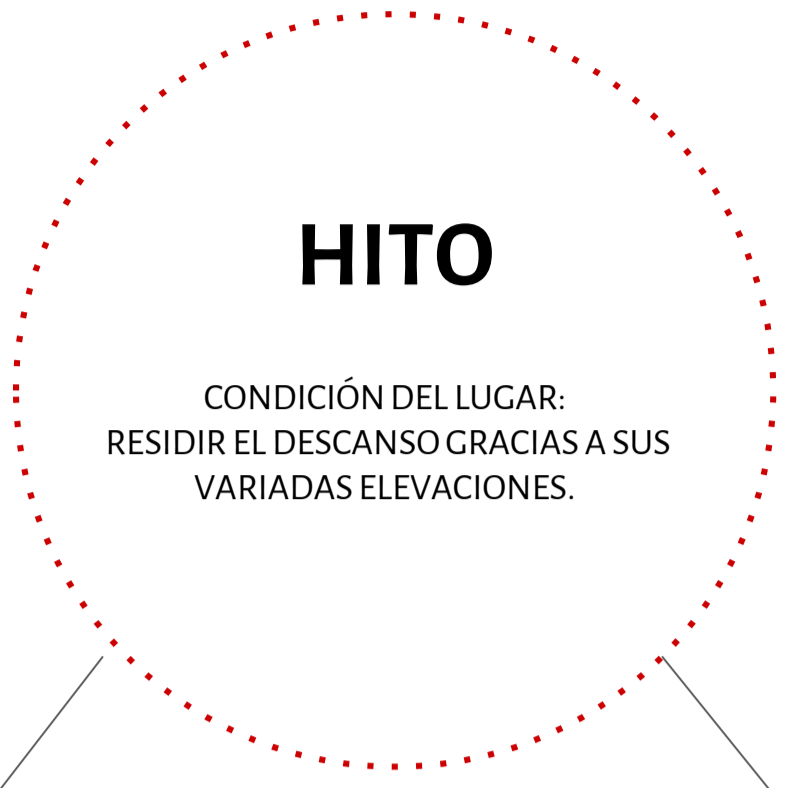 HITO
CONDICIÓN DEL LUGAR:
RESIDIR EL DESCANSO GRACIAS A SUS
VARIADAS ELEVACIONES.